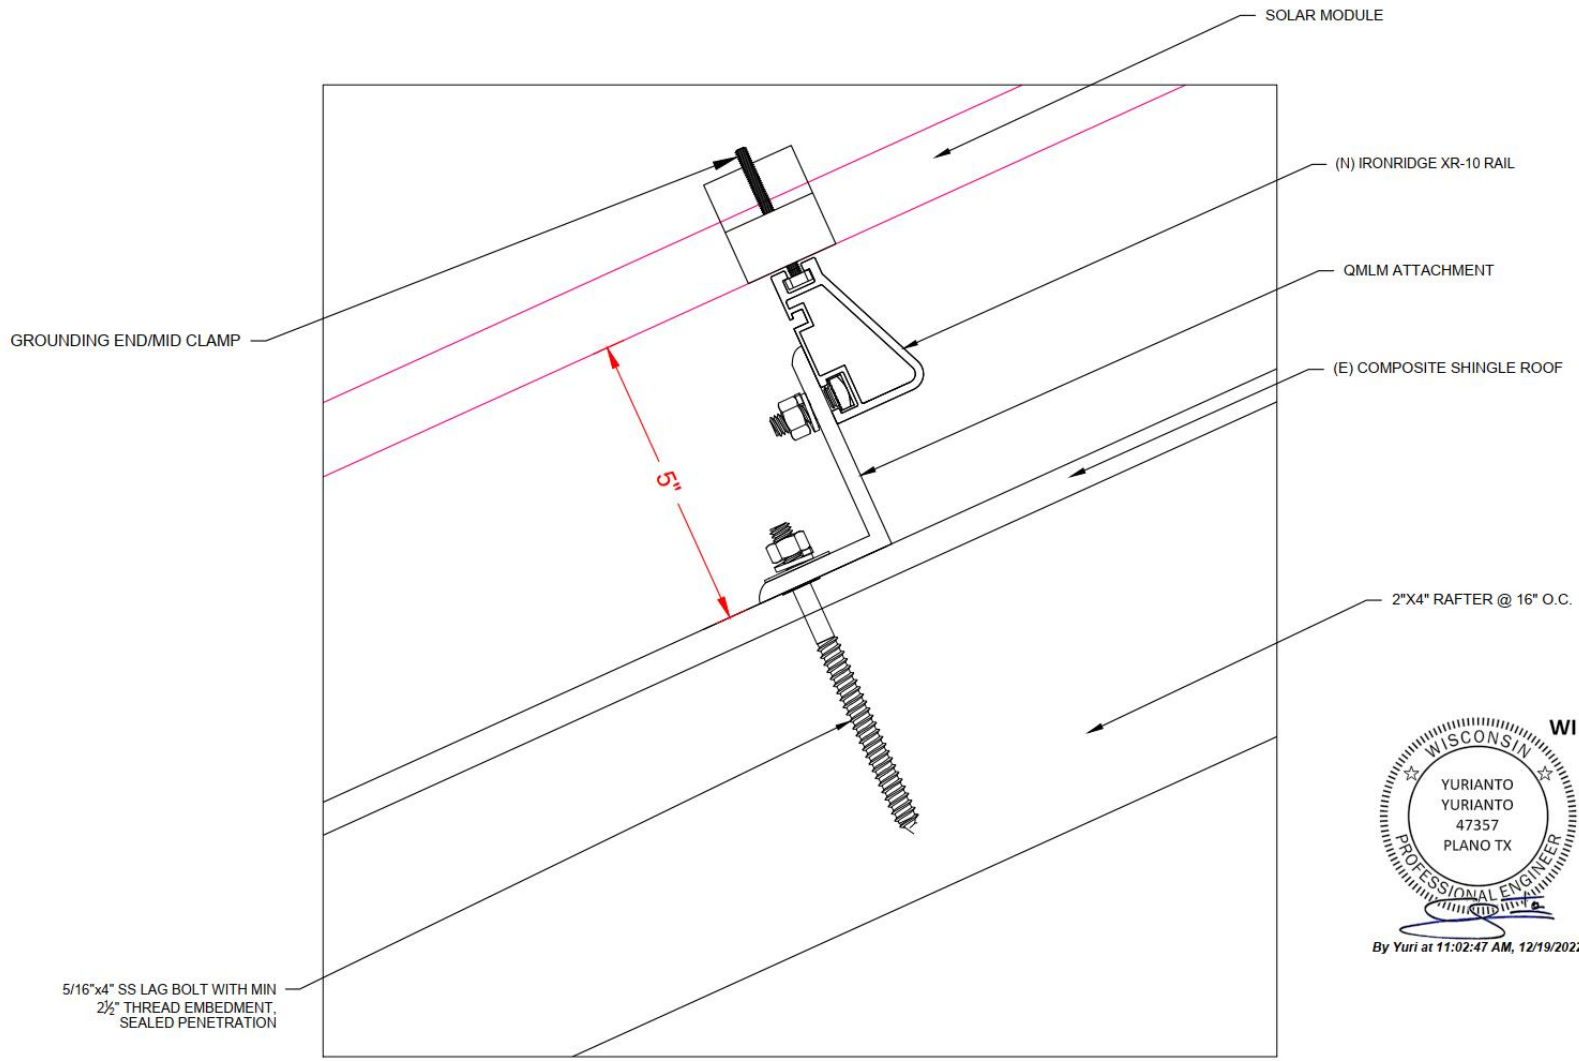 SOLAR MODULE
(N) IRONRIDGE XR-10 RAIL
QMLM ATTACHMENT
GROUNDING END/MID CLAMP
(E) COMPOSITE SHINGLE ROOF
5"
2"X4" RAFTER @ 16" O.C.
WI
WISCONSIN
YURIANTO
YURIANTO
47357
PLANO TX
PROFESSIONAL ENGINEER
By Yuri at 11:02:47 AM, 12/19/2022
5/16"x4" SS LAG BOLT WITH MIN
2½" THREAD EMBEDMENT,
SEALED PENETRATION